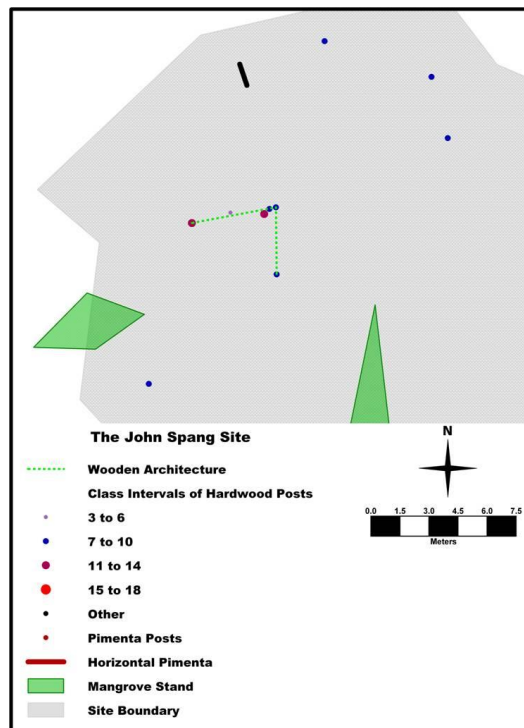 The John Spang Site
N
Wooden Architecture
Class Intervals of Hardwood Posts
0.0 1.5 3.0 4.5 6.0 7.5
3 to 6
Meters
7 to 10
11 to 14
15 to 18
Other
Pimenta Posts
Horizontal Pimenta
Mangrove Stand
Site Boundary